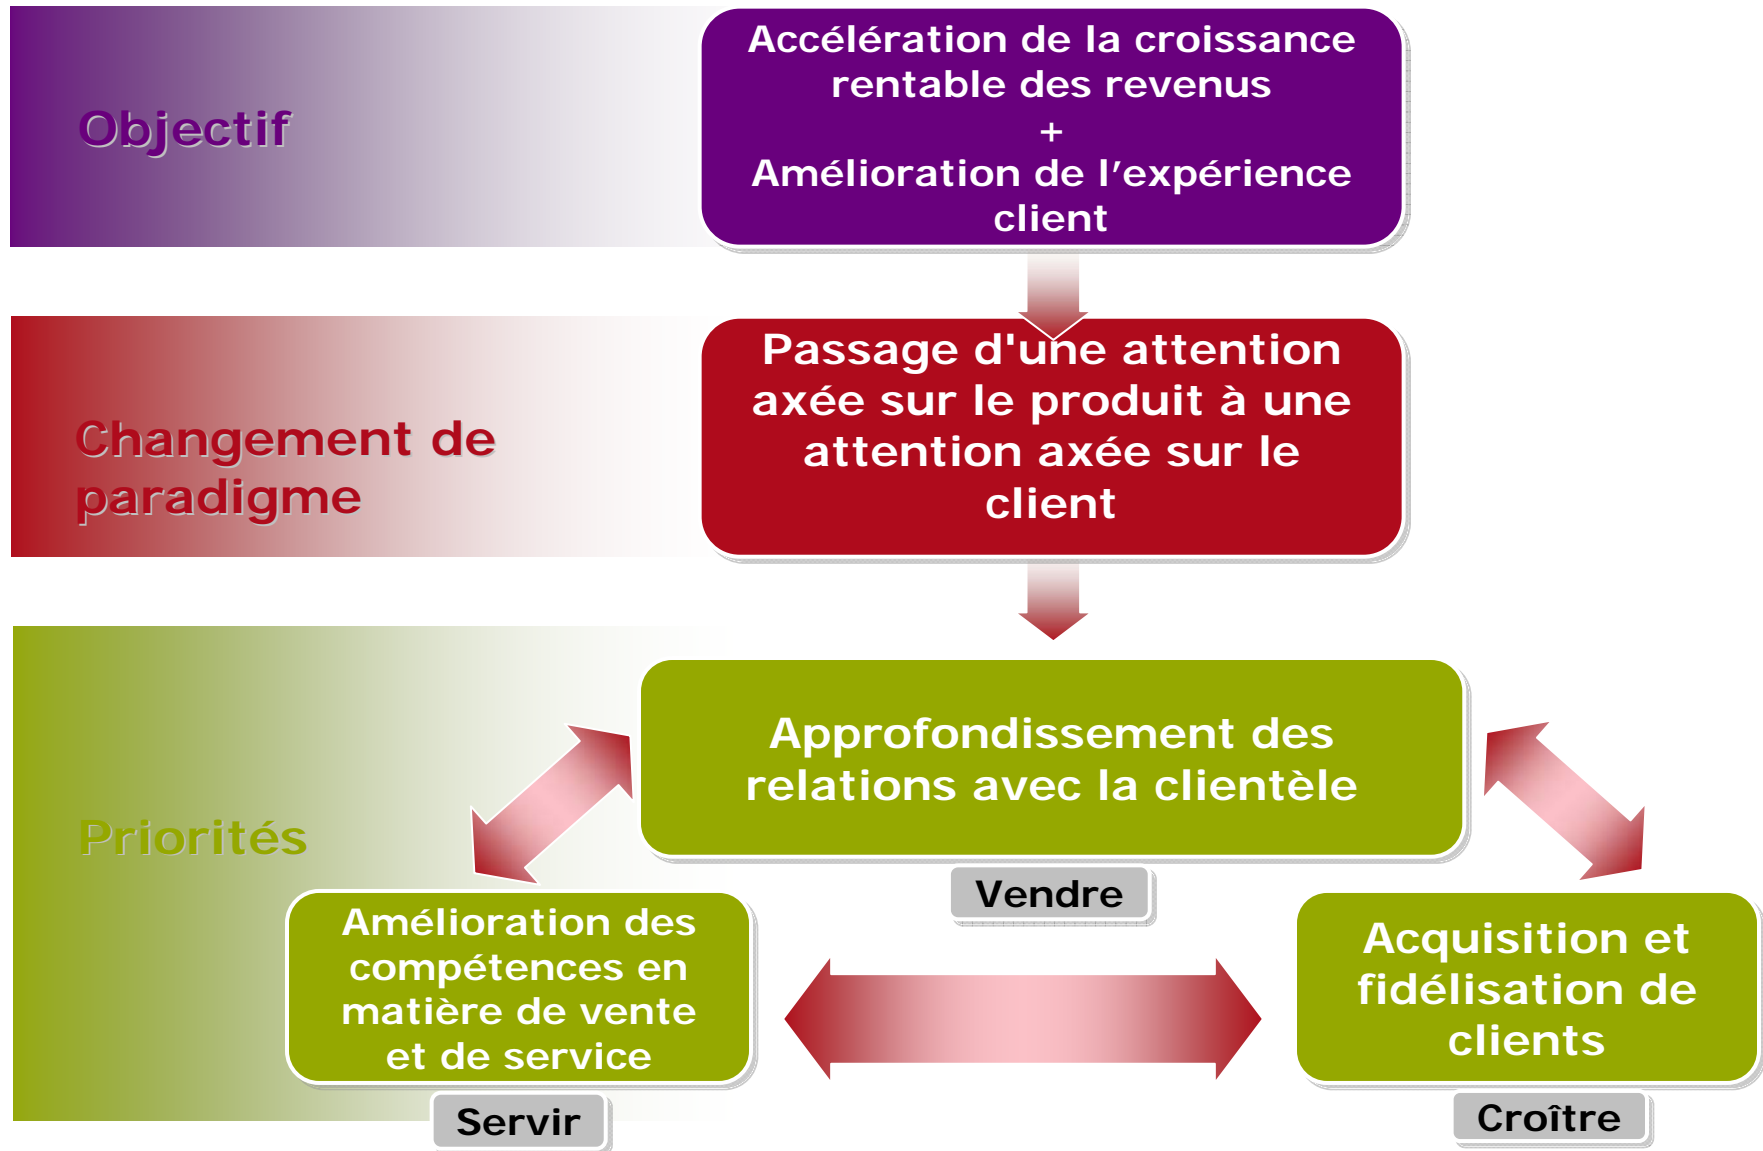 Objectif
Accélération de la croissance
rentable des revenus
+
Amélioration de l’expérience
client
Changement de
paradigme
Passage d'une attention
axée sur le produit à une
attention axée sur le
client
Priorités
Approfondissement des
relations avec la clientèle
Vendre
Amélioration des
compétences en
matière de vente
et de service
Servir
Acquisition et
fidélisation de
clients
Croître